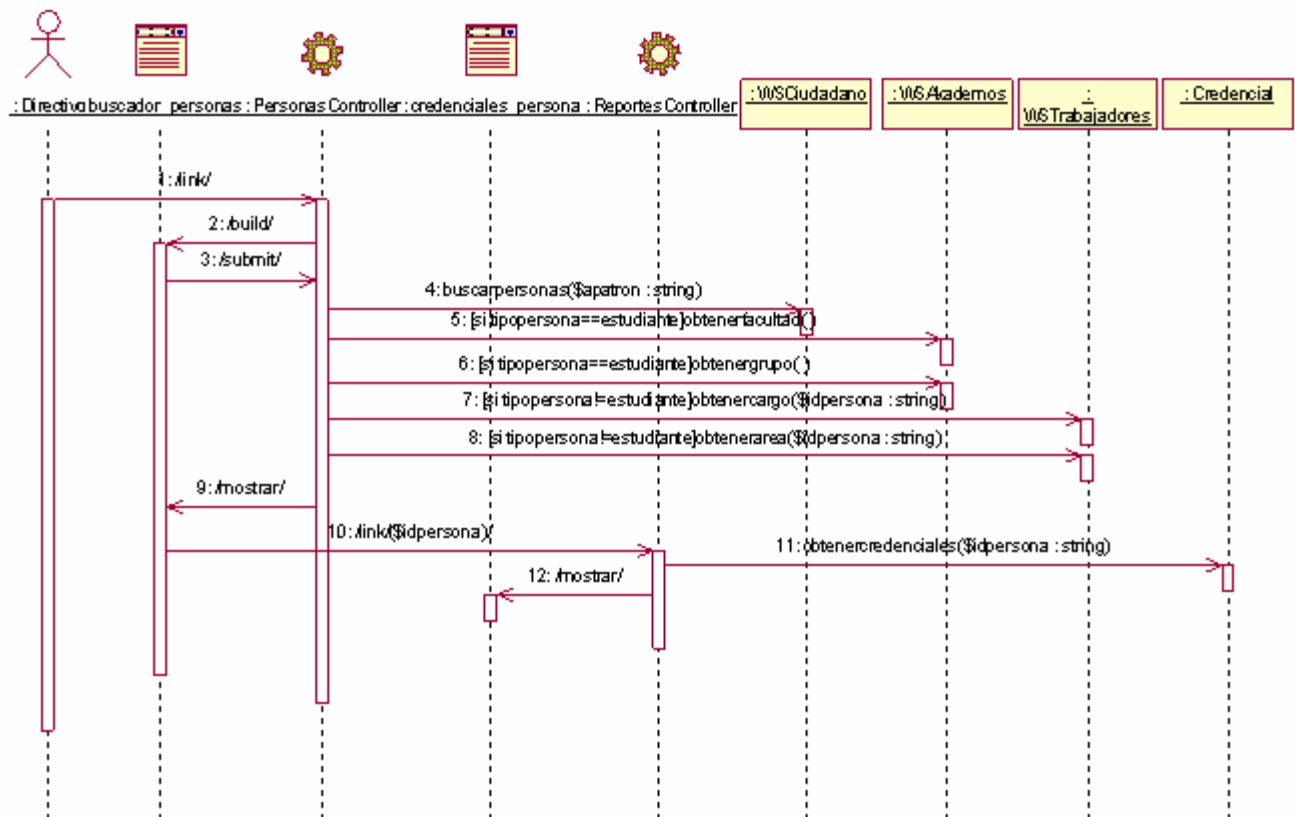 : Directivo buscador_personas : PersonasController : credenciales_persona : ReportesController
: WSCiudadano
: WSAkademos
:
WSTrabajadores
: Credencial
1: /link/
2: /build/
3: /submit/
4: buscarpersonas($apatron : string)
5: [si tipopersona==estudiante]obtenerfacultad( )
6: [si tipopersona==estudiante]obtenergrupo( )
7: [si tipopersona!=estudiante]obtenercargo($idpersona : string)
8: [si tipopersona!=estudiante]obtenerarea($idpersona : string)
9: /mostrar/
10: /link/($idpersona)/
11: obtenercredenciales($idpersona : string)
12: /mostrar/